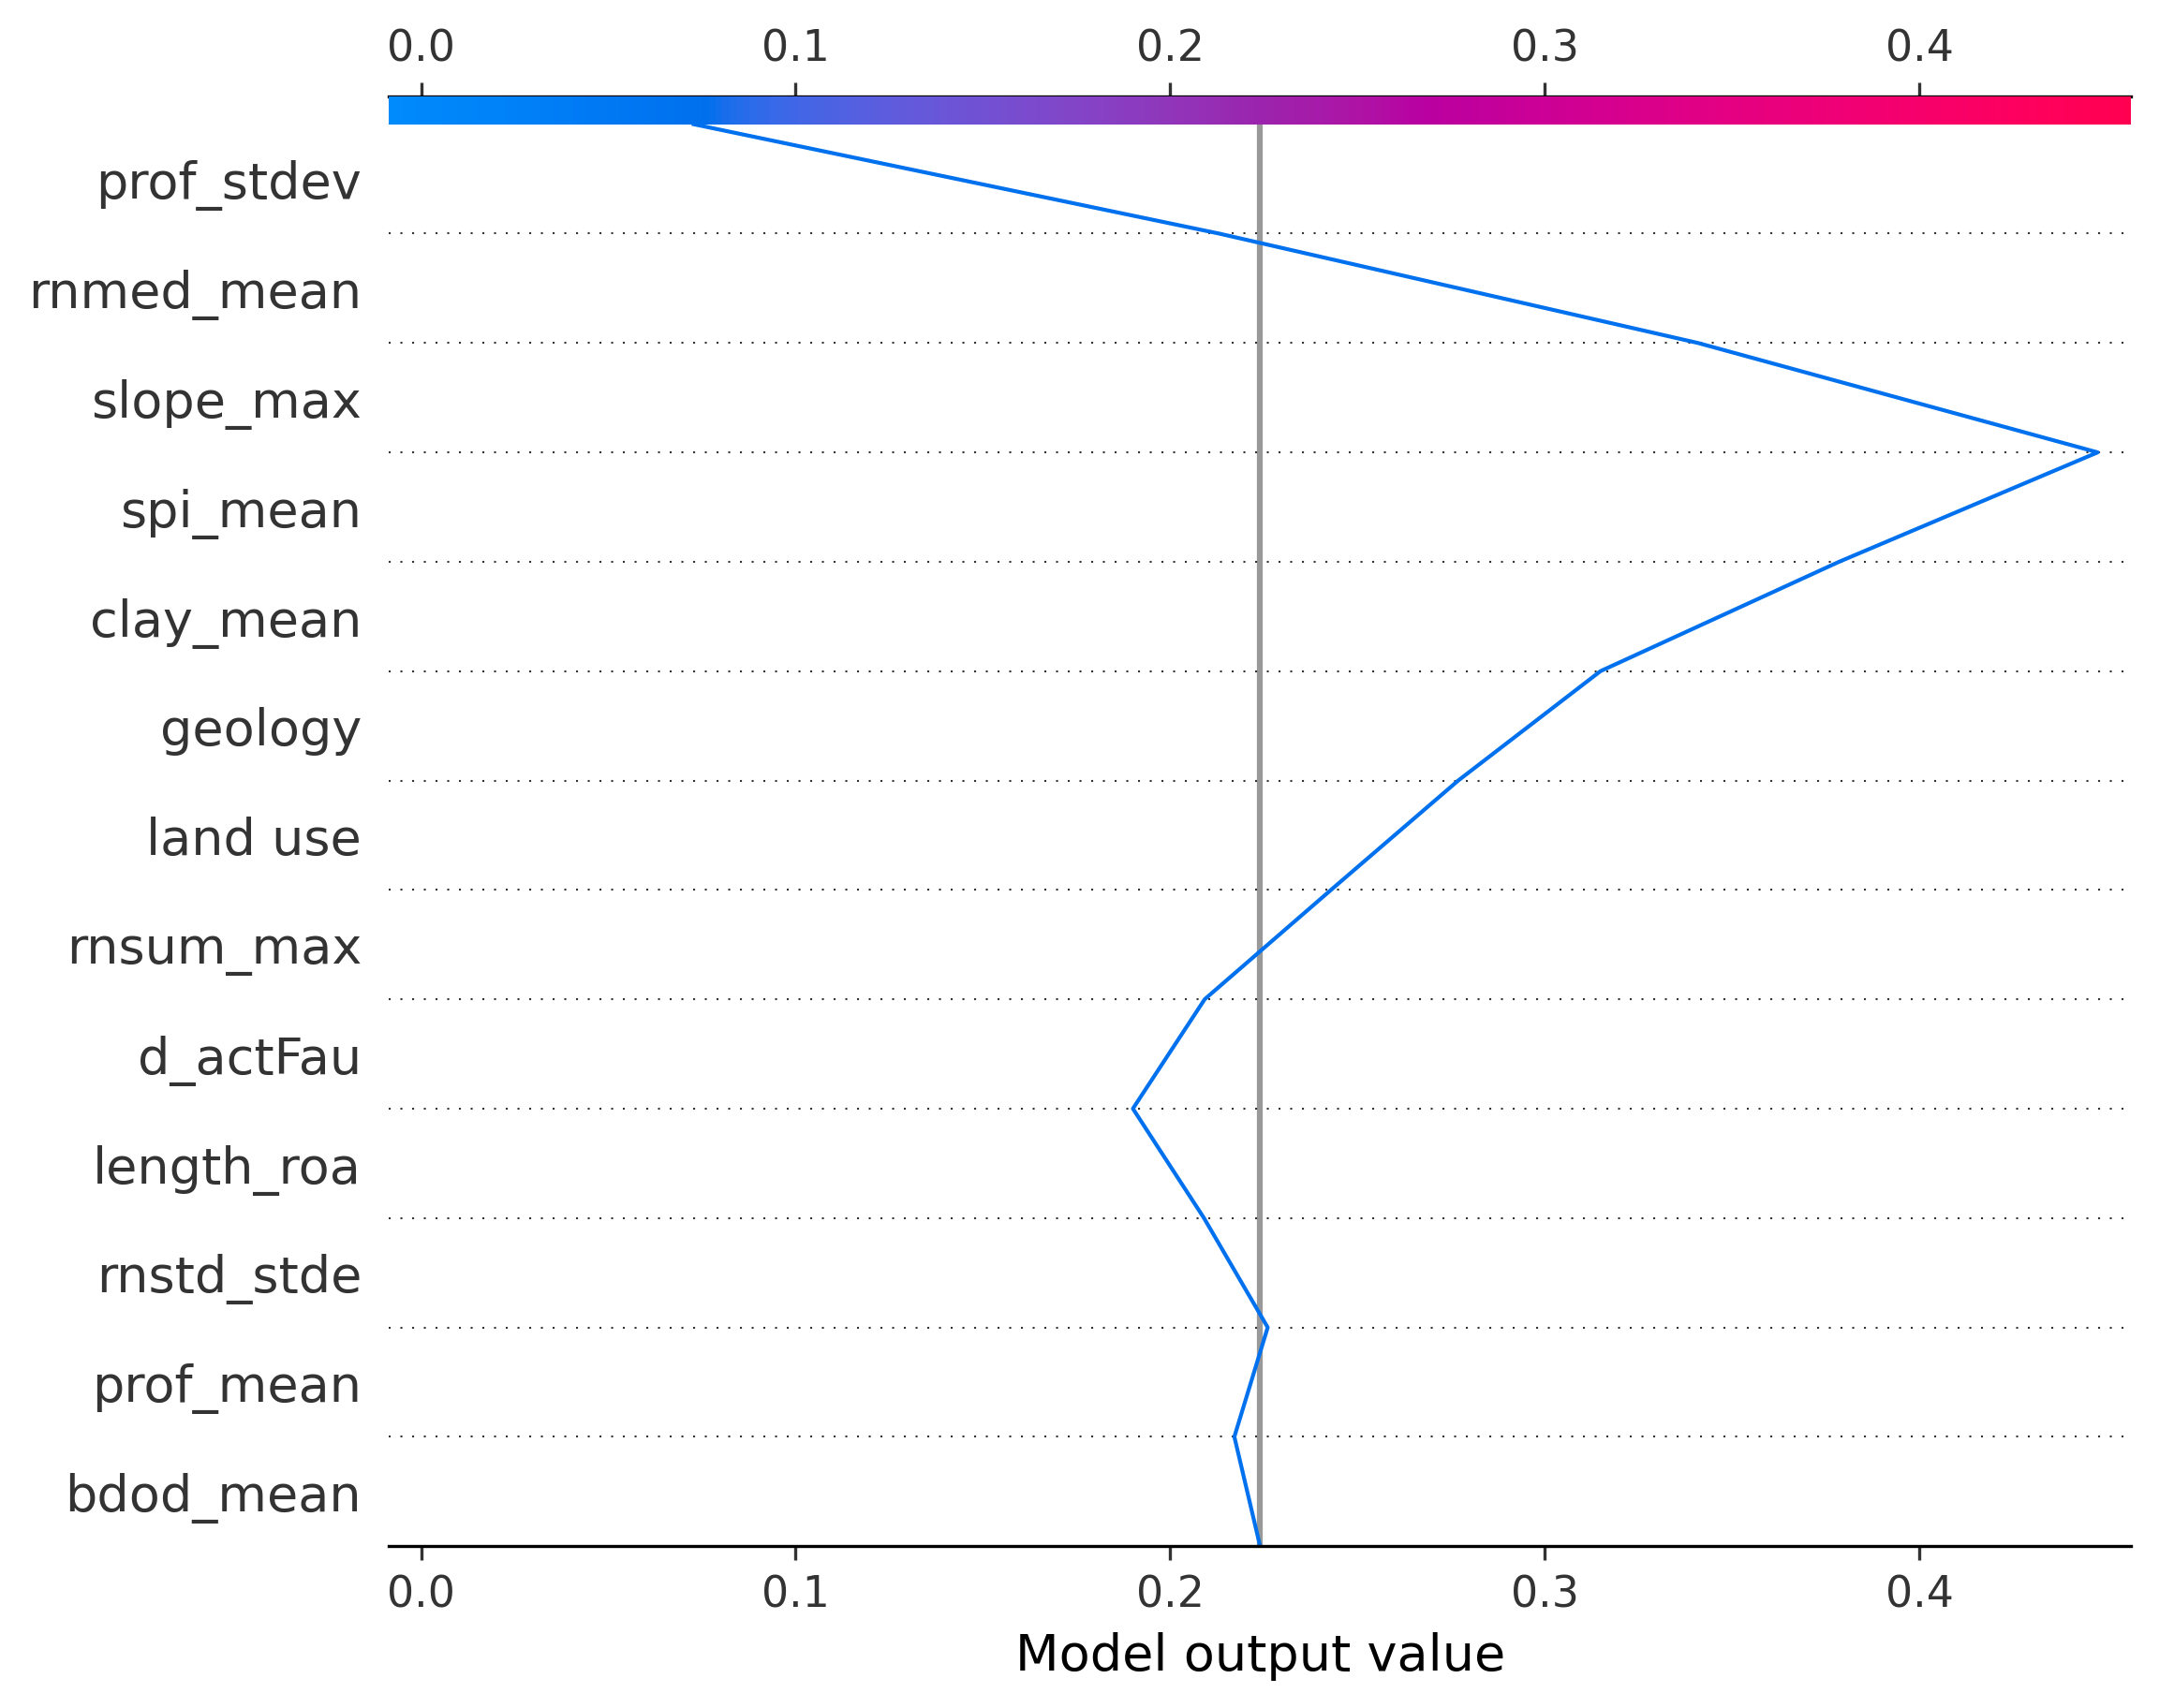 0.0 0.1 0.2 0.3 0.4
prof_stdev
rnmed_mean
slope_max
spi_mean
clay_mean
geology
land use
rnsum_max
d_actFau
length_roa
rnstd_stde
prof_mean
bdod_mean
0.0 0.1 0.2 0.3 0.4
Model output value